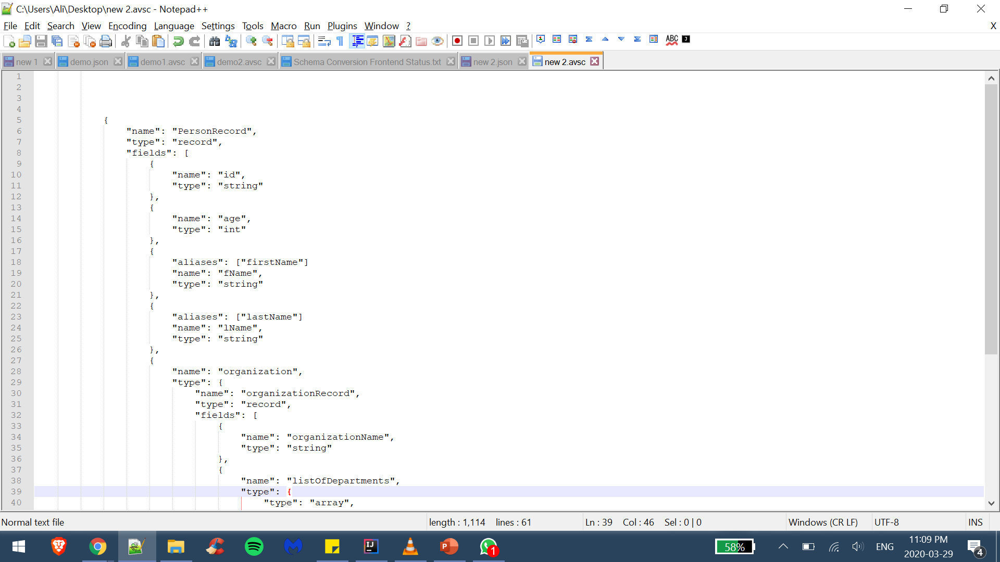 C:\Users\Ali\Desktop\new 2.avsc - Notepad++
File Edit Search View Encoding Language Settings Tools Macro Run Plugins Window ? X
ABC J
new 1 demo.json demo1.avsc demo2.avsc Schema Conversion Frontend Status.txt new 2.json new 2.avsc
1
2
3
4
5 {
6 "name": "PersonRecord",
7 "type": "record",
8 "fields": [
9 {
10 "name": "id",
11 "type": "string"
12 },
13 {
14 "name": "age",
15 "type": "int"
16 },
17 {
18 "aliases": ["firstName"]
19 "name": "fName",
20 "type": "string"
21 },
22 {
23 "aliases": ["lastName"]
24 "name": "lName",
25 "type": "string"
26 },
27 {
28 "name": "organization",
29 "type": {
30 "name": "organizationRecord",
31 "type": "record",
32 "fields": [
33 {
34 "name": "organizationName",
35 "type": "string"
36 },
37 {
38 "name": "listOfDepartments",
39 "type": {
40 "type": "array",
Normal text file length : 1,114 lines : 61 Ln : 39 Col : 46 Sel : 0 | 0 Windows (CR LF) UTF-8 INS
IJ P 1 58% ENG 11:09 PM 4
2020-03-29